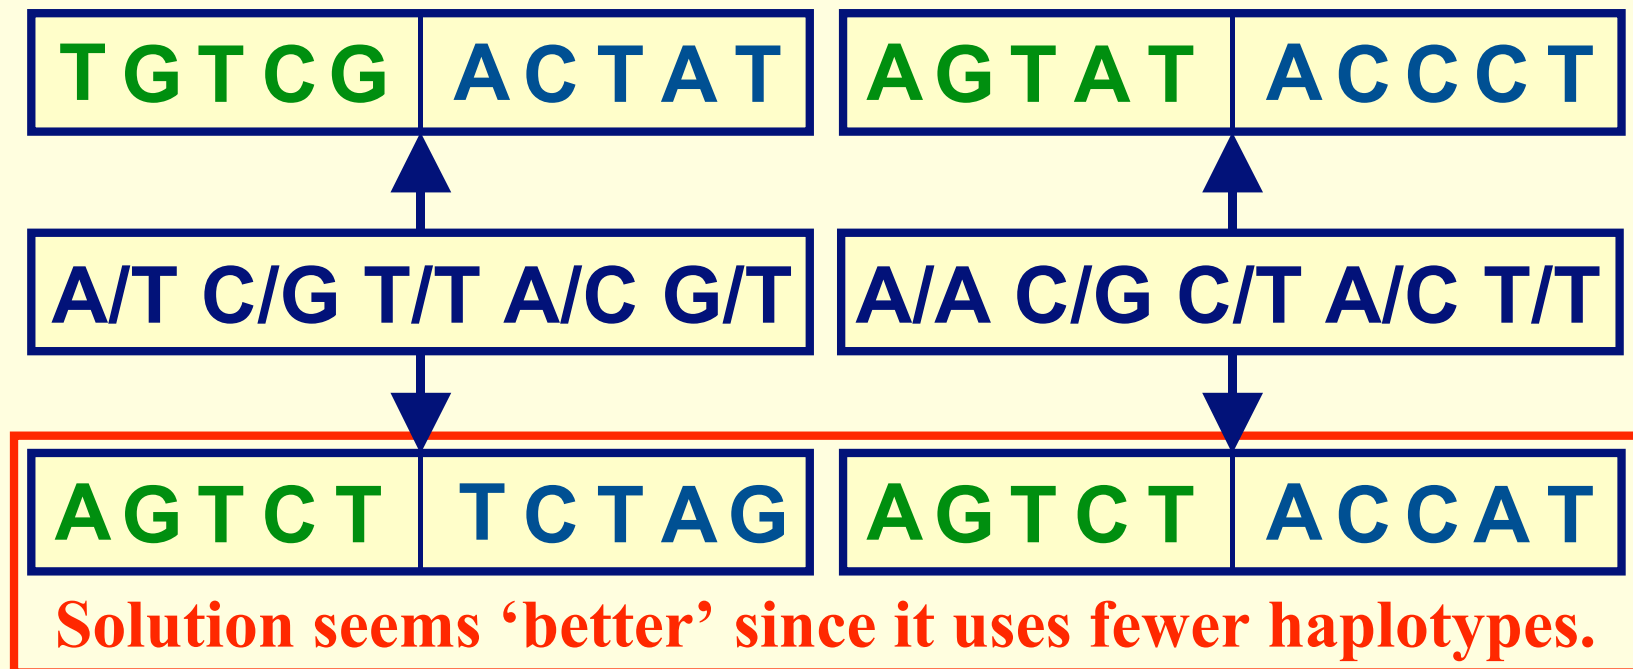 TGTCG ACTAT AGTAT ACCCT
A/T C/G T/T A/C G/T A/A C/G C/T A/C T/T
AGTCT TCTAG AGTCT ACCAT
Solution seems ‘better’ since it uses fewer haplotypes.